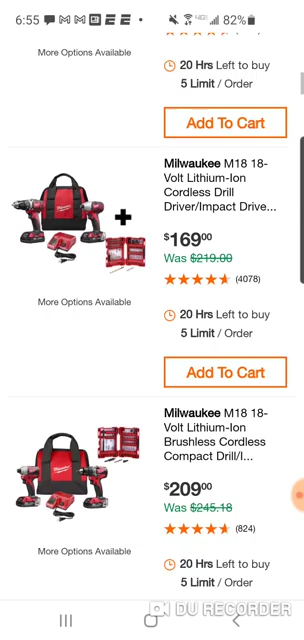 6:55
82%
More Options Available
20 Hrs Left to buy
5 Limit / Order
Add To Cart
Milwaukee M18 18-
Volt Lithium-Ion
Cordless Drill
Driver/Impact Drive...
$169.00
Was $219.00
(4078)
More Options Available
20 Hrs Left to buy
5 Limit / Order
Add To Cart
Milwaukee M18 18-
Volt Lithium-Ion
Brushless Cordless
Compact Drill/I...
$209.00
Was $245.18
(824)
More Options Available
20 Hrs Left to buy
5 Limit / Order
DU RECORDER